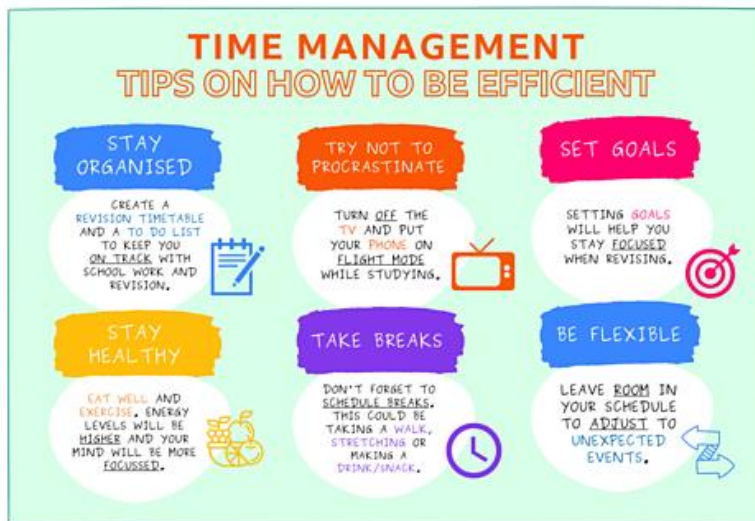 TIME MANAGEMENT
TIPS ON HOW TO BE EFFICIENT
STAY
ORGANISED
CREATE A
REVISION TIMETABLE
AND A TO DO LIST
TO KEEP YOU
ON TRACK WITH
SCHOOL WORK AND
REVISION.
TRY NOT TO
PROCRASTINATE
TURN OFF THE
TV AND PUT
YOUR PHONE ON
FLIGHT MODE
WHILE STUDYING.
SET GOALS
SETTING GOALS
WILL HELP YOU
STAY FOCUSED
WHEN REVISING.
STAY
HEALTHY
EAT WELL AND
EXERCISE. ENERGY
LEVELS WILL BE
HIGHER AND YOUR
MIND WILL BE MORE
FOCUSSED.
TAKE BREAKS
DON'T FORGET TO
SCHEDULE BREAKS.
THIS COULD BE
TAKING A WALK,
STRETCHING OR
MAKING A
DRINK/SNACK.
BE FLEXIBLE
LEAVE ROOM IN
YOUR SCHEDULE
TO ADJUST TO
UNEXPECTED
EVENTS.